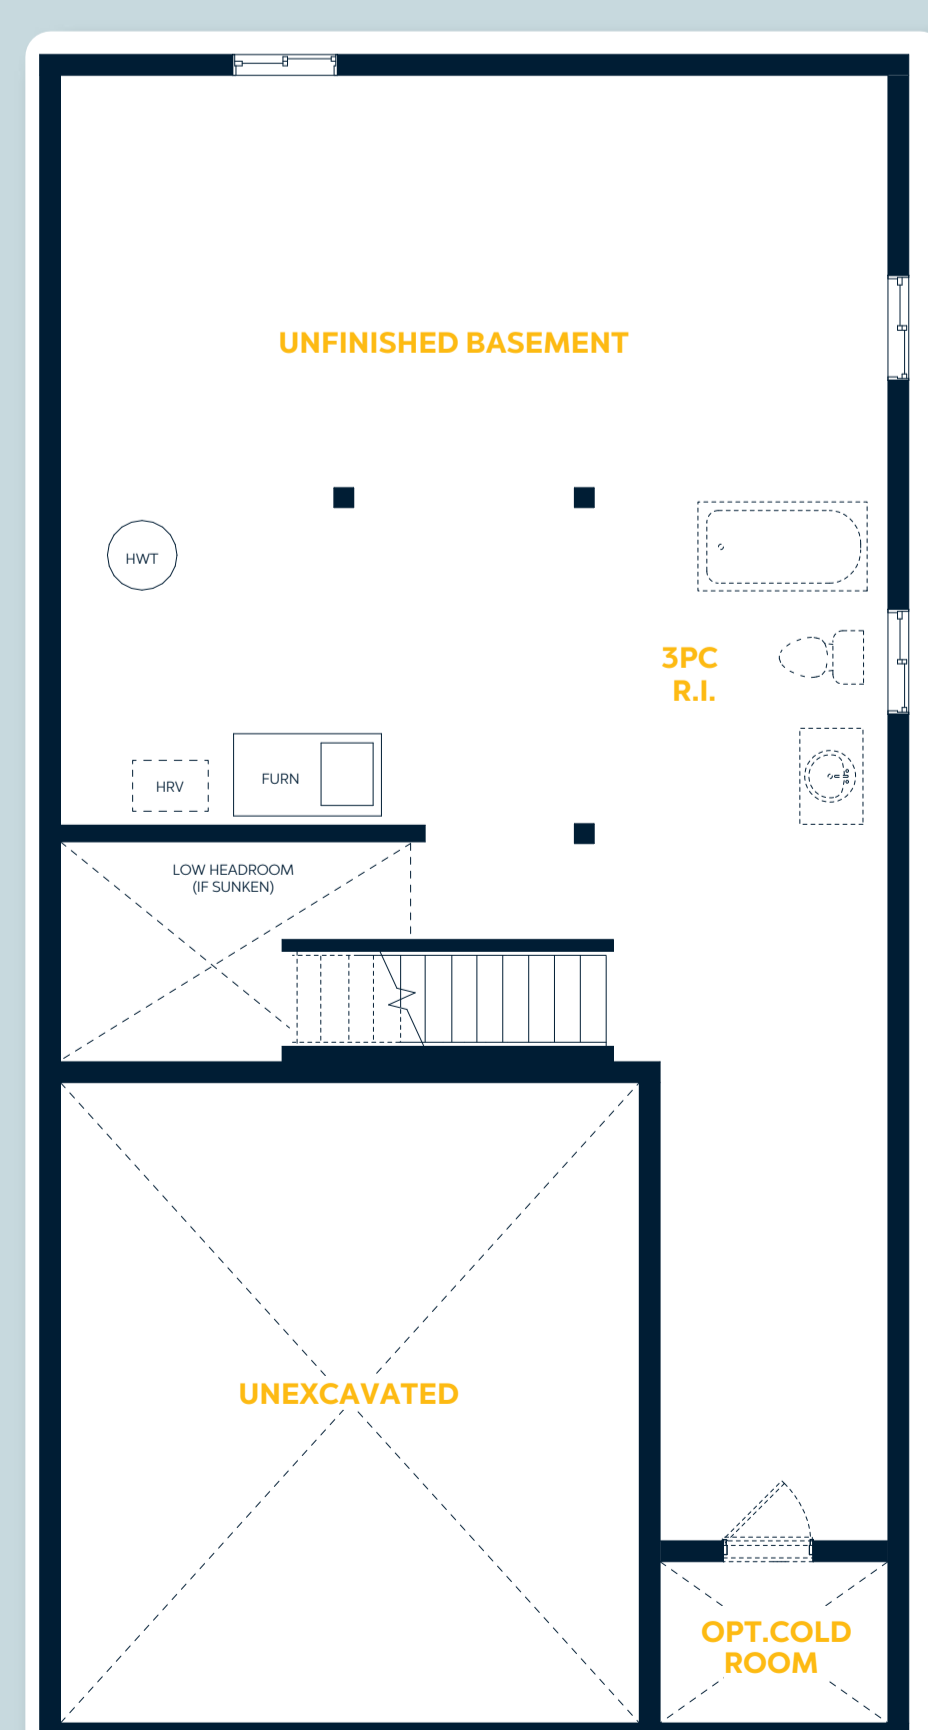 UNFINISHED BASEMENT
HWT
3PC
R.I.
HRV
FURN
LOW HEADROOM
(IF SUNKEN)
UNEXCAVATED
OPT.COLD
ROOM